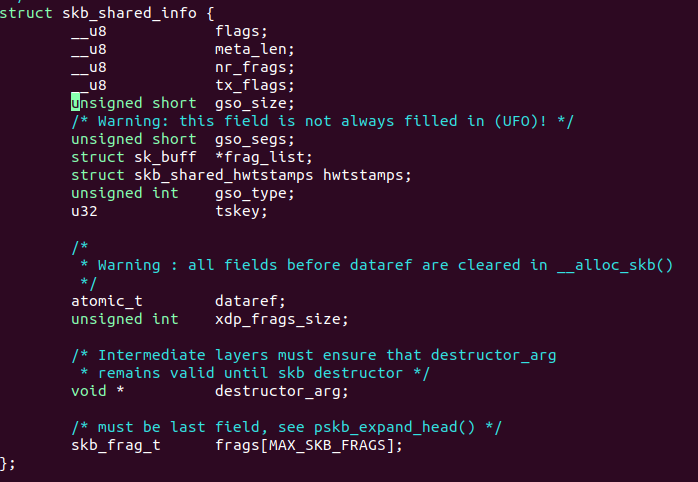 struct skb_shared_info {
        __u8            flags;
        __u8            meta_len;
        __u8            nr_frags;
        __u8            tx_flags;
        unsigned short  gso_size;
        /* Warning: this field is not always filled in (UFO)! */
        unsigned short  gso_segs;
        struct sk_buff  *frag_list;
        struct skb_shared_hwtstamps hwtstamps;
        unsigned int    gso_type;
        u32             tskey;

        /*
         * Warning : all fields before dataref are cleared in __alloc_skb()
         */
        atomic_t        dataref;
        unsigned int    xdp_frags_size;

        /* Intermediate layers must ensure that destructor_arg
         * remains valid until skb destructor */
        void *          destructor_arg;

        /* must be last field, see pskb_expand_head() */
        skb_frag_t      frags[MAX_SKB_FRAGS];
};